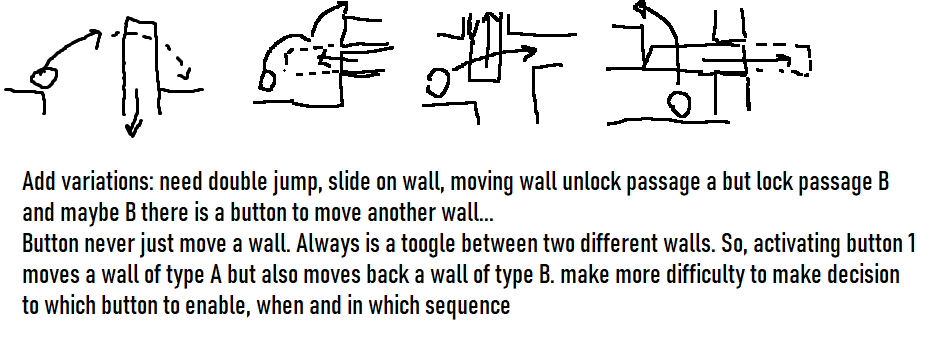 Add variations: need double jump, slide on wall, moving wall unlock passage a but lock passage B
and maybe B there is a button to move another wall...
Button never just move a wall. Always is a toogle between two different walls. So, activating button 1
moves a wall of type A but also moves back a wall of type B. make more difficulty to make decision
to which button to enable, when and in which sequence